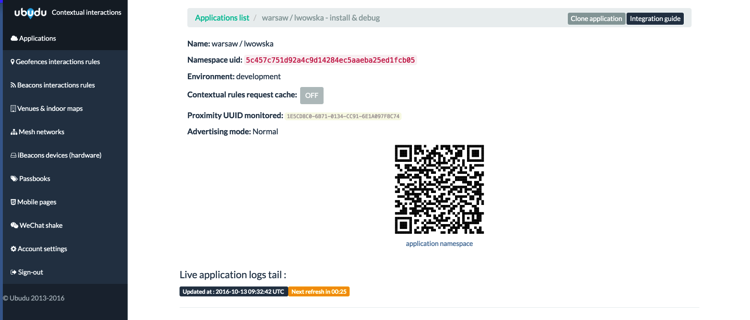 ubudu Contextual interactions
Applications
Geofences interactions rules
Beacons interactions rules
Venues & indoor maps
Mesh networks
iBeacons devices (hardware)
Passbooks
Mobile pages
WeChat shake
Account settings
Sign-out
© Ubudu 2013-2016
Applications list / warsaw / lwowska - install & debug
Clone application Integration guide
Name: warsaw / lwowska
Namespace uid: 5c457c751d92a4c9d14284ec5aaeba25ed1fcb05
Environment: development
Contextual rules request cache: OFF
Proximity UUID monitored: 1E5CD8C0-6B71-0134-CC91-6E1A097FBC74
Advertising mode: Normal
application namespace
Live application logs tail :
Updated at : 2016-10-13 09:32:42 UTC Next refresh in 00:25